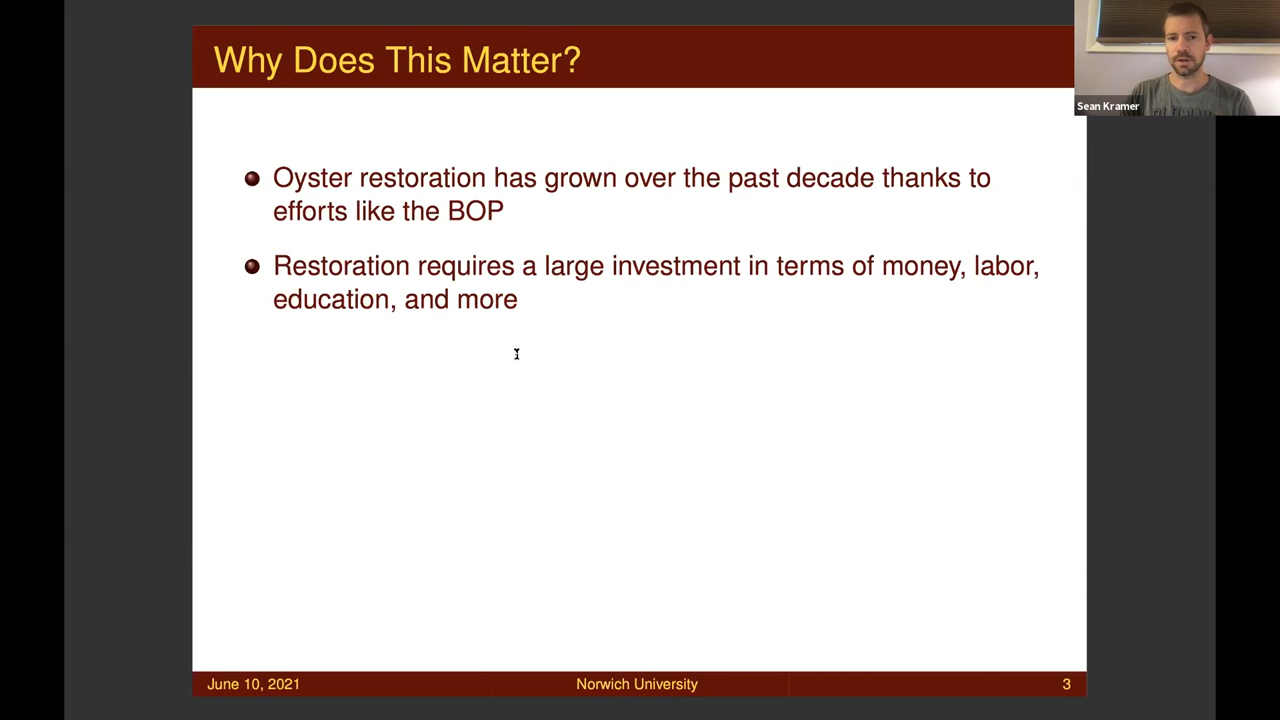 Why Does This Matter?
Sean Kramer
Oyster restoration has grown over the past decade thanks to
efforts like the BOP
Restoration requires a large investment in terms of money, labor,
education, and more
June 10, 2021
Norwich University
3